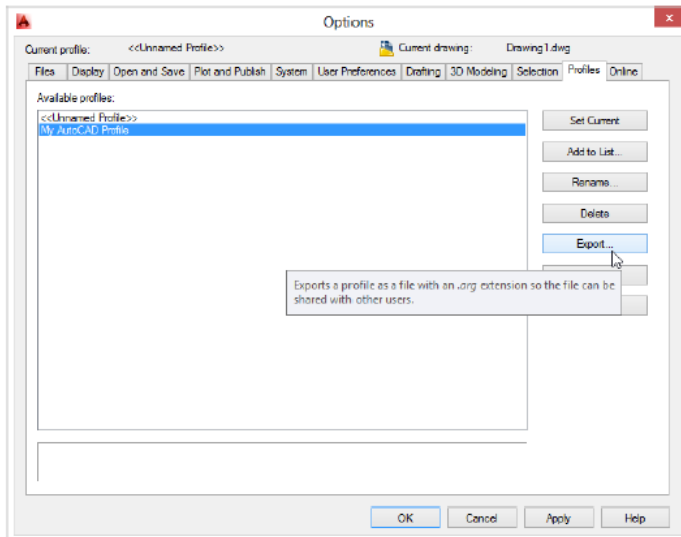 Options
Current profile: <<Unnamed Profile>> Current drawing: Drawing1.dwg
Files Display Open and Save Plot and Publish System User Preferences Drafting 3D Modeling Selection Profiles Online
Available profiles:
<<Unnamed Profile>>
My AutoCAD Profile
Set Current
Add to List...
Rename...
Delete
Export...
Exports a profile as a file with an .arg extension so the file can be
shared with other users.
OK Cancel Apply Help